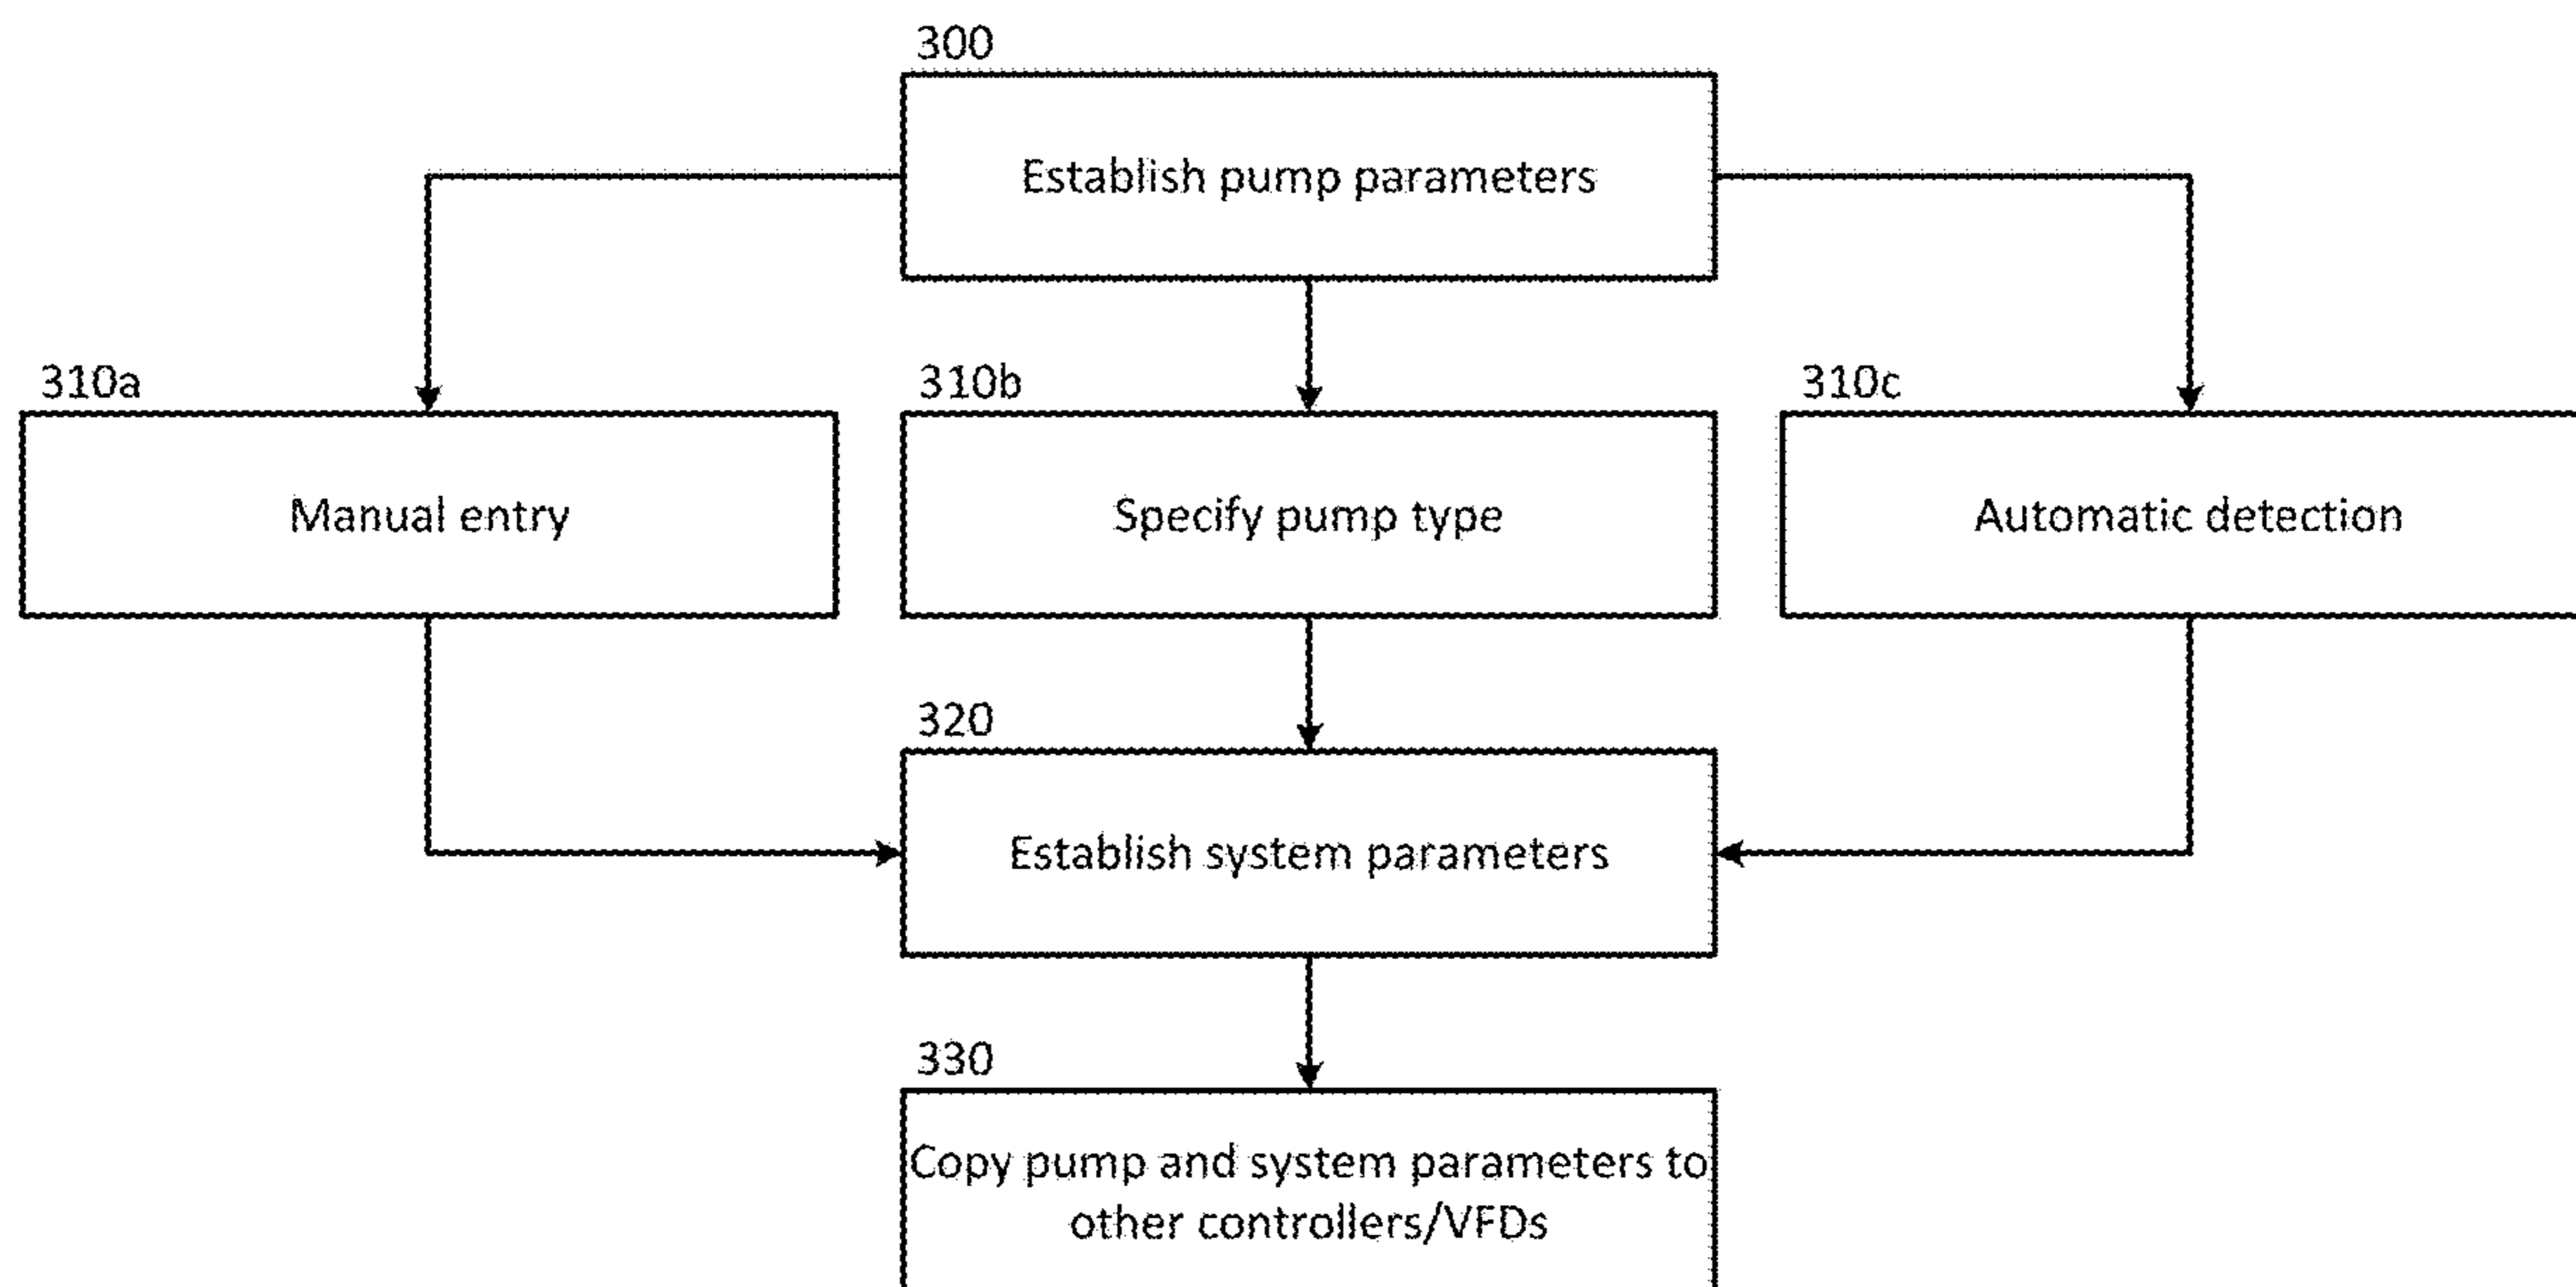 300
Establish pump parameters
310a
310b
310c
Manual entry
Specify pump type
Automatic detection
320
Establish system parameters
330
Copy pump and system parameters to
other controllers/VFDs